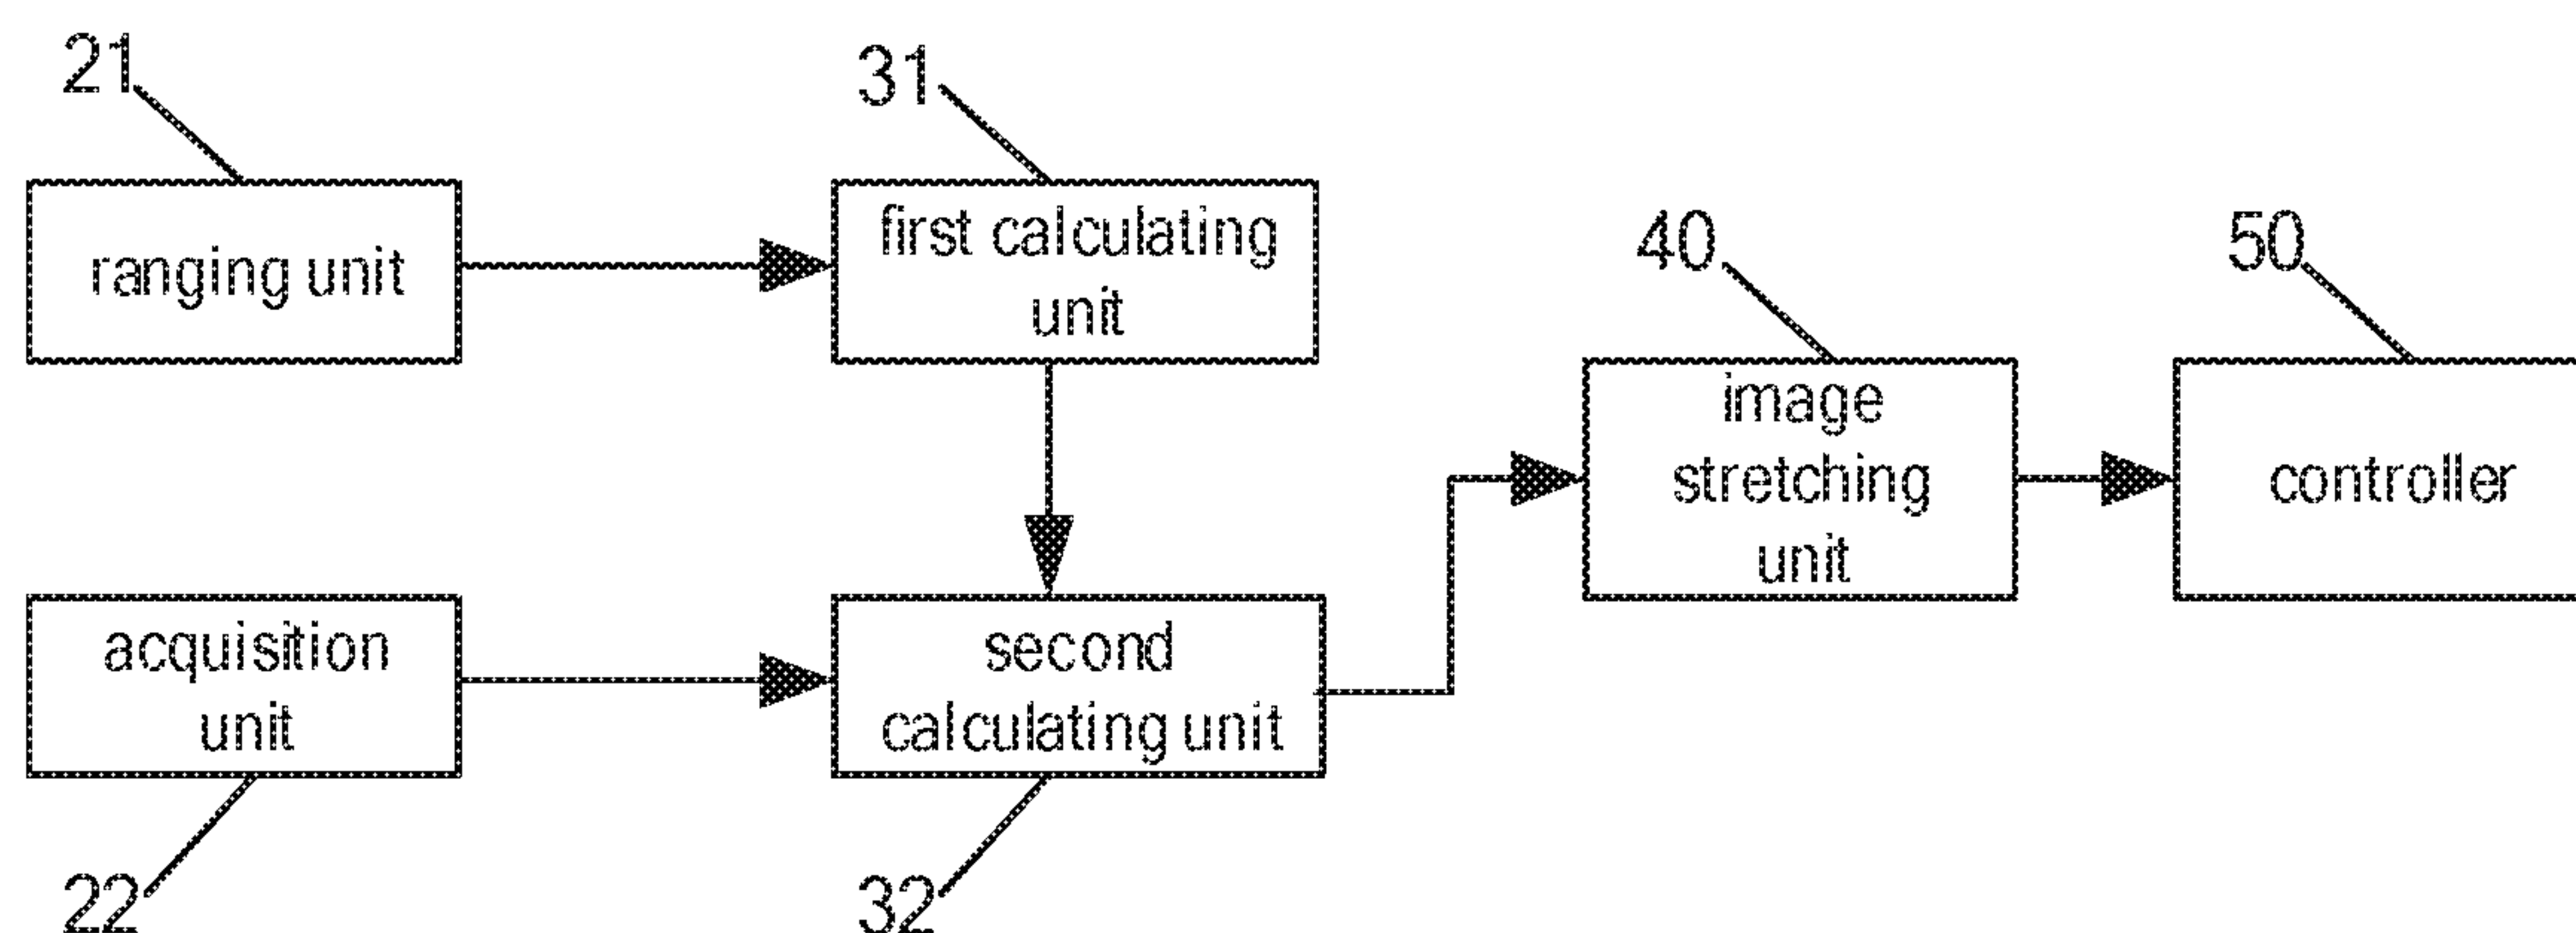 21
31
ranging unit
first calculating
unit
40
50
image
stretching
unit
controller
acquisition
unit
second
calculating unit
22
32